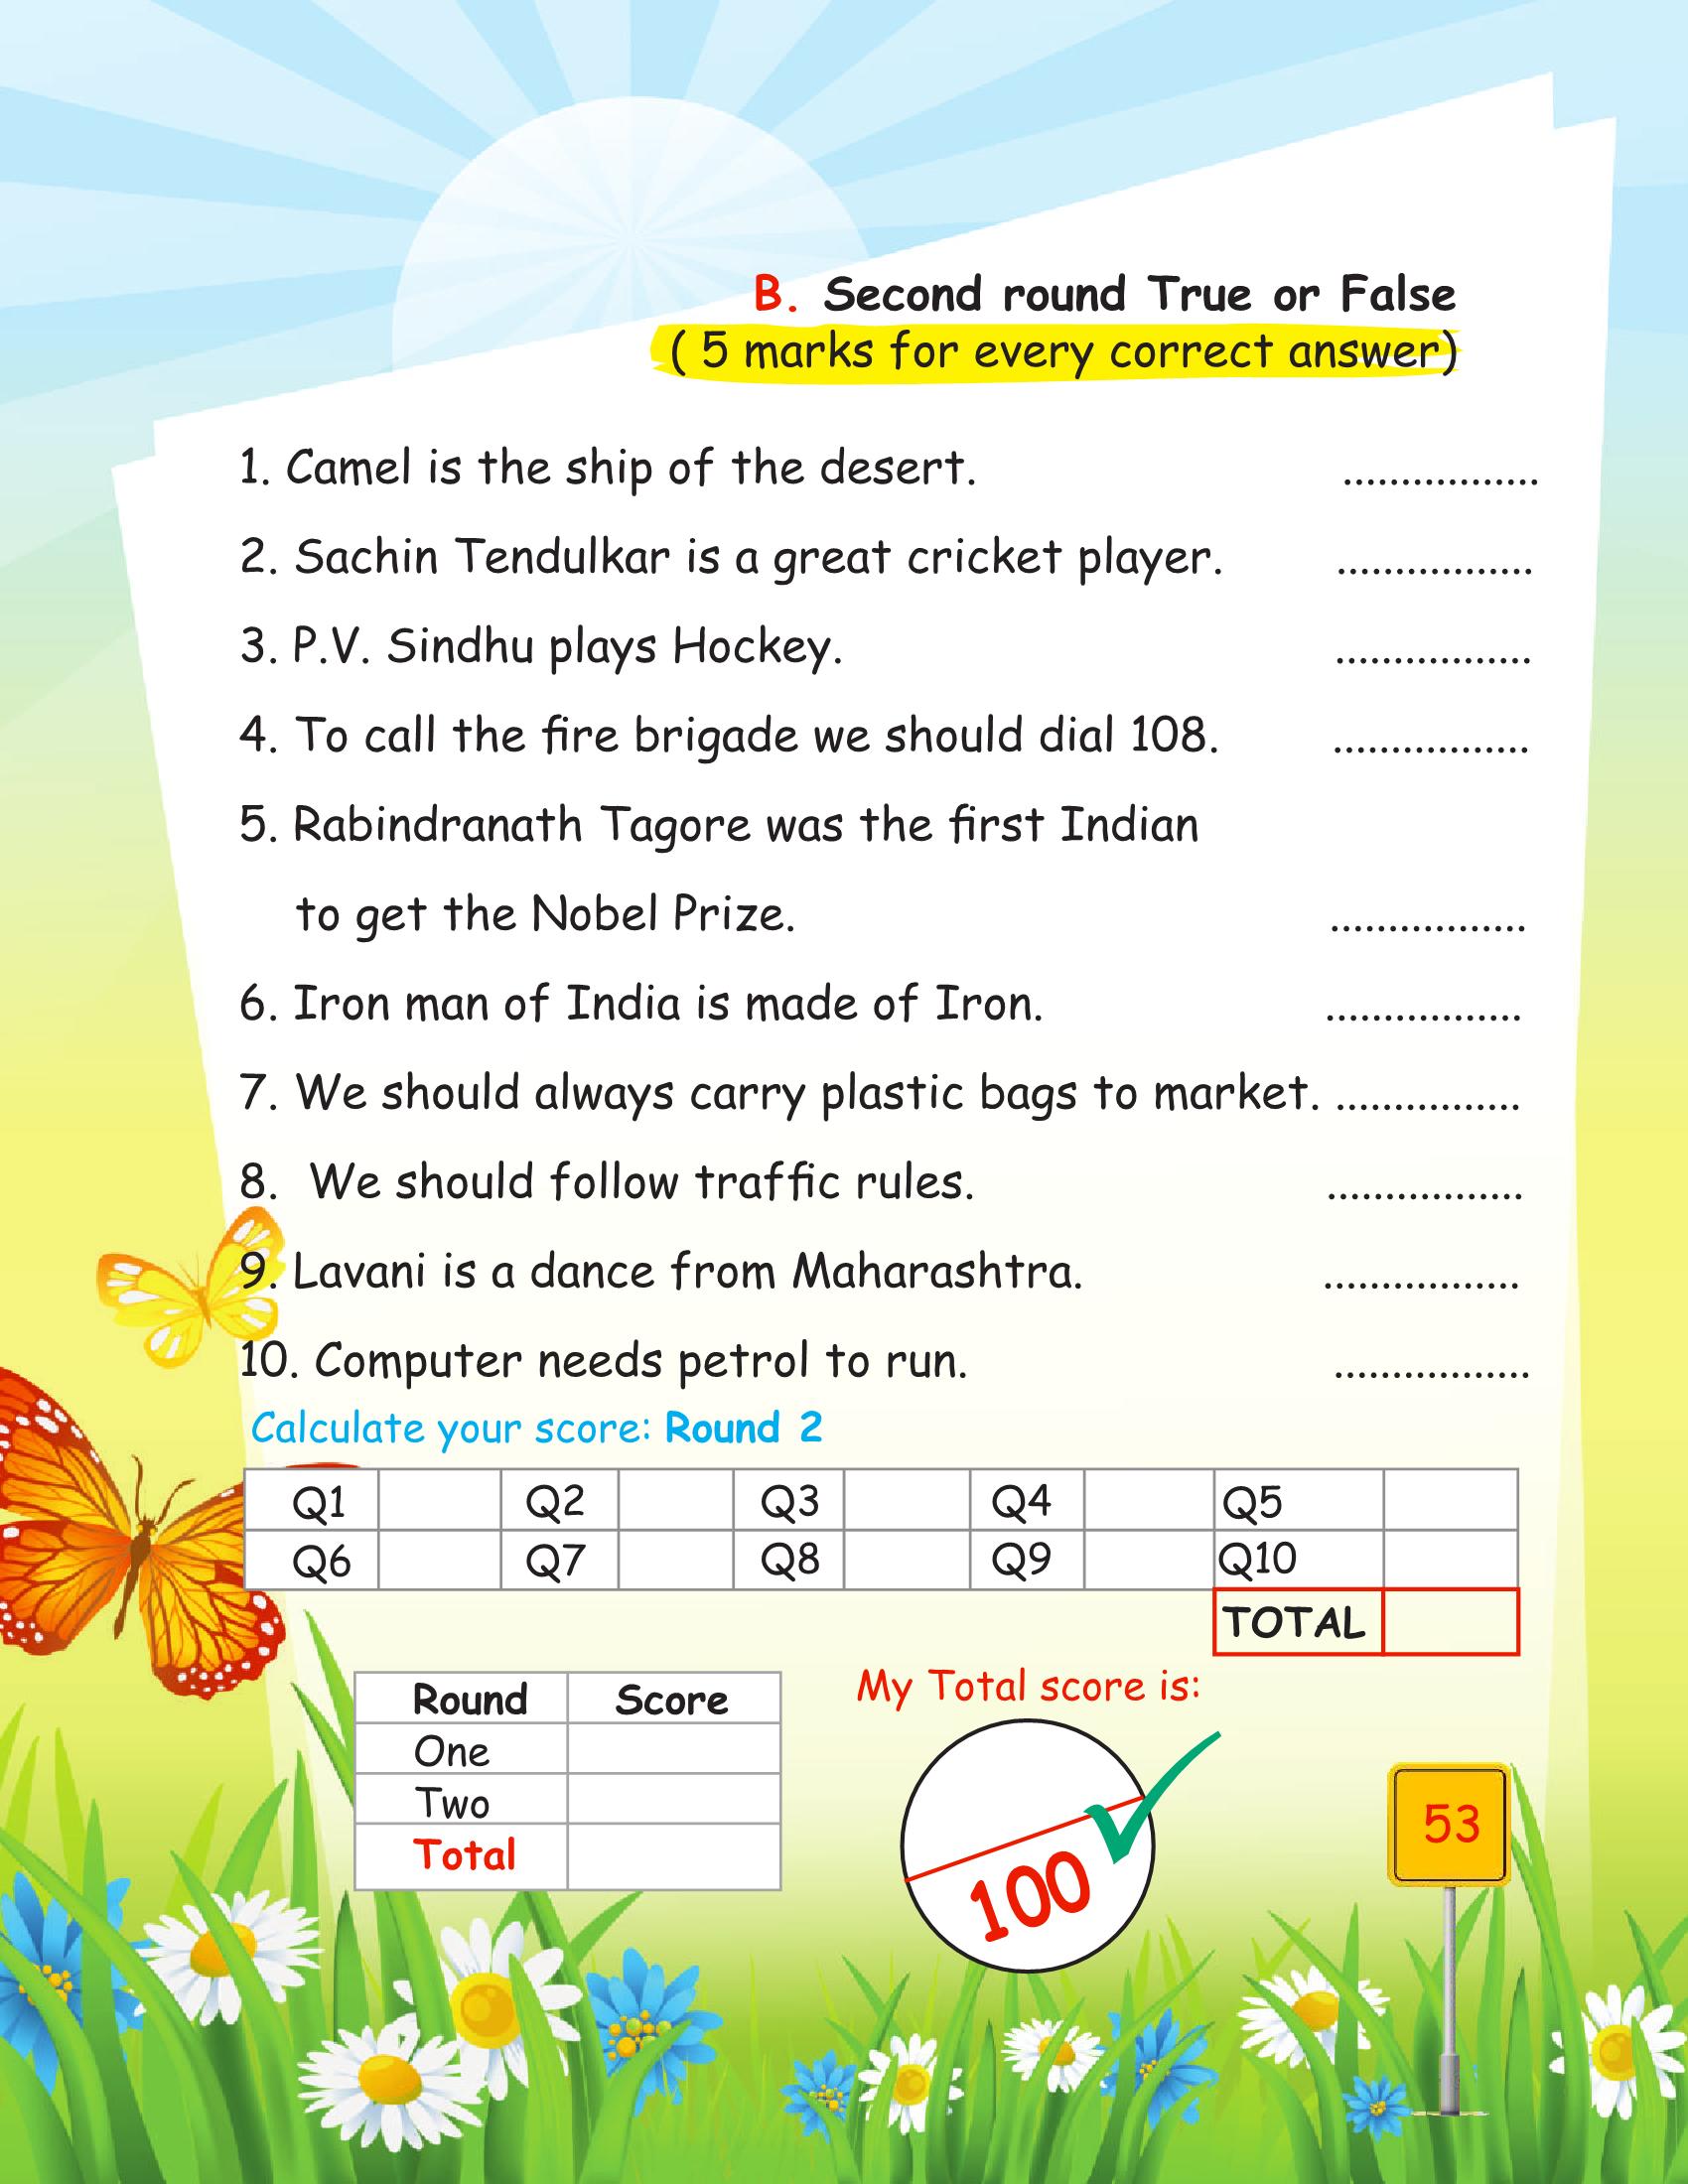 B. Second round True or False
( 5 marks for every correct answer)
1. Camel is the ship of the desert. .................
2. Sachin Tendulkar is a great cricket player. .................
3. P.V. Sindhu plays Hockey. .................
4. To call the fire brigade we should dial 108. .................
5. Rabindranath Tagore was the first Indian
to get the Nobel Prize. .................
6. Iron man of India is made of Iron. .................
7. We should always carry plastic bags to market. ................
8. We should follow traffic rules. .................
9. Lavani is a dance from Maharashtra. .................
10. Computer needs petrol to run. .................
Calculate your score: Round 2
Q1 Q2 Q3 Q4 Q5
Q6 Q7 Q8 Q9 Q10
TOTAL
Round Score
One
Two
Total
My Total score is:
100
53